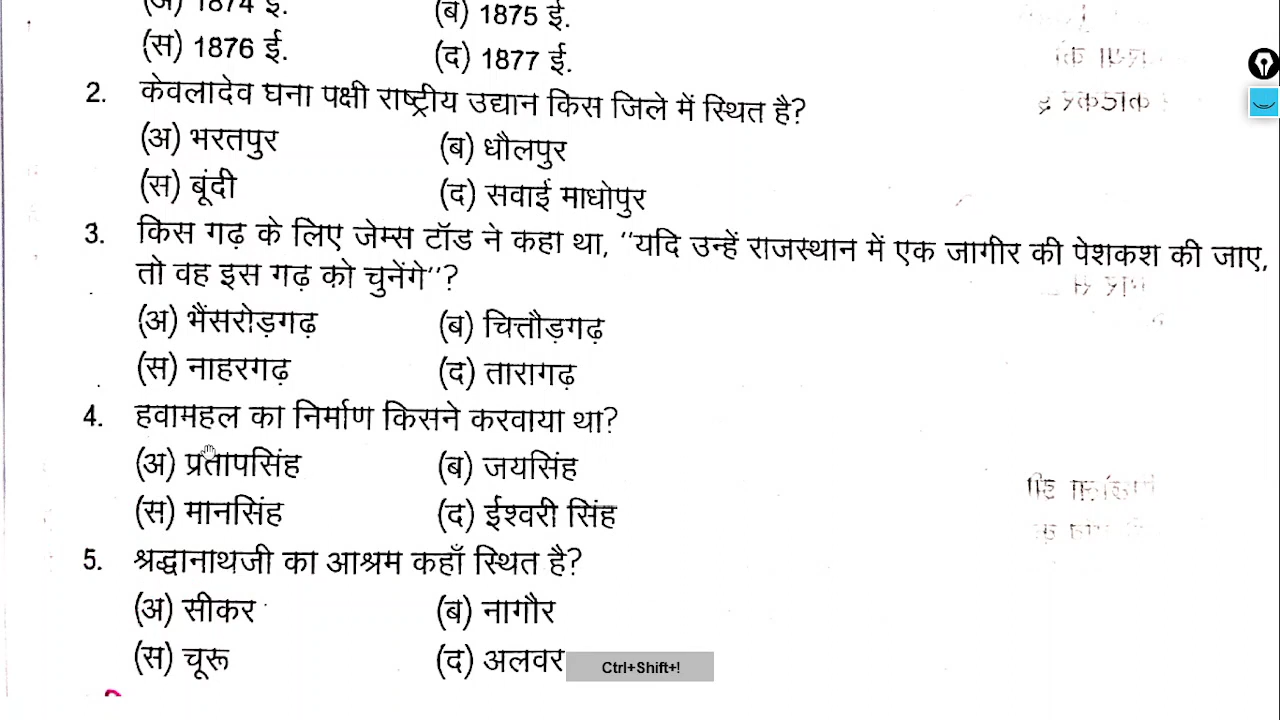 (अ) 1874 ई. (ब) 1875 ई.
(स) 1876 ई. (द) 1877 ई.
2. केवलादेव घना पक्षी राष्ट्रीय उद्यान किस जिले में स्थित है?
(अ) भरतपुर (ब) धौलपुर
(स) बूंदी (द) सवाई माधोपुर
3. किस गढ़ के लिए जेम्स टॉड ने कहा था, ''यदि उन्हें राजस्थान में एक जागीर की पेशकश की जाए,
तो वह इस गढ़ को चुनेंगे''?
(अ) भैंसरोड़गढ़ (ब) चित्तौड़गढ़
(स) नाहरगढ़ (द) तारागढ़
4. हवामहल का निर्माण किसने करवाया था?
(अ) प्रतापसिंह (ब) जयसिंह
(स) मानसिंह (द) ईश्वरी सिंह
5. श्रद्धानाथजी का आश्रम कहाँ स्थित है?
(अ) सीकर (ब) नागौर
(स) चूरू (द) अलवर
Ctrl+Shift+!